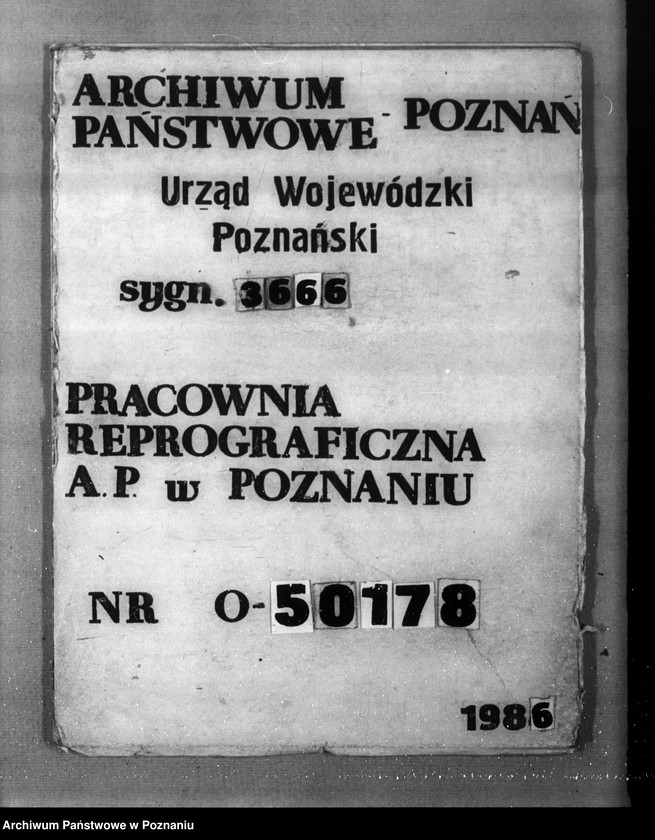 ARCHIWUM
PAŃSTWOWE - POZNAŃ
Urząd Wojewódzki
Poznański
sygn. 3666
PRACOWNIA
REPROGRAFICZNA
A.P. w POZNANIU
NR O-50178
1986
Archiwum Państwowe w Poznaniu